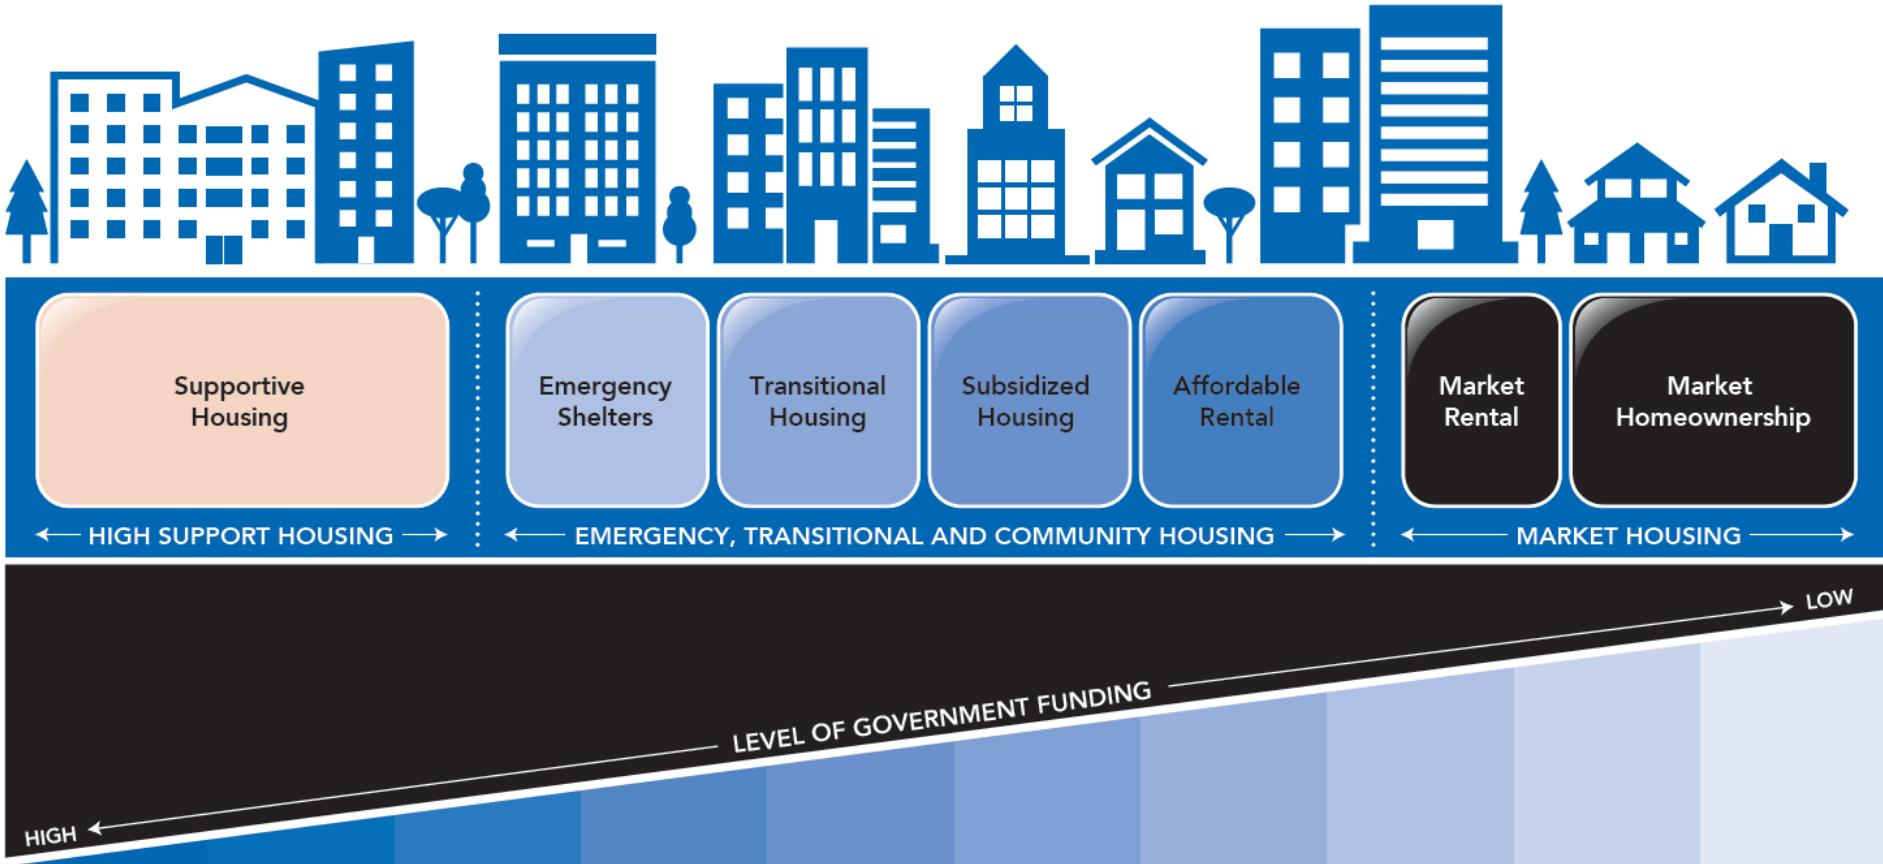 Supportive
Housing
Emergency
Shelters
Transitional
Housing
Subsidized
Housing
Affordable
Rental
Market
Rental
Market
Homeownership
HIGH SUPPORT HOUSING
EMERGENCY, TRANSITIONAL AND COMMUNITY HOUSING
MARKET HOUSING
LOW
LEVEL OF GOVERNMENT FUNDING
HIGH